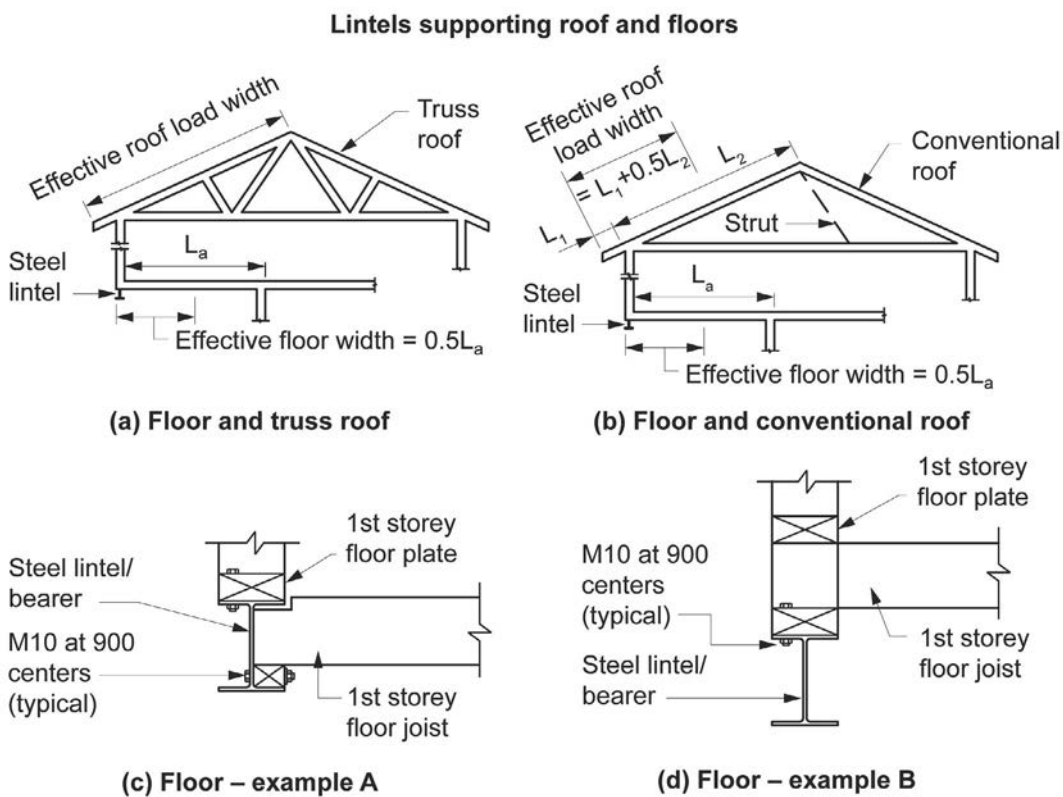 Lintels supporting roof and floors
Effective roof load width
Truss
roof
Steel
lintel
Lₐ
Effective floor width = 0.5Lₐ
(a) Floor and truss roof
Effective roof
load width
= L₁+0.5L₂
L₁
L₂
Conventional
roof
Strut
Steel
lintel
Lₐ
Effective floor width = 0.5Lₐ
(b) Floor and conventional roof
1st storey
floor plate
Steel lintel/
bearer
M10 at 900
centers
(typical)
1st storey
floor joist
(c) Floor – example A
1st storey
floor plate
M10 at 900
centers
(typical)
Steel lintel/
bearer
1st storey
floor joist
(d) Floor – example B